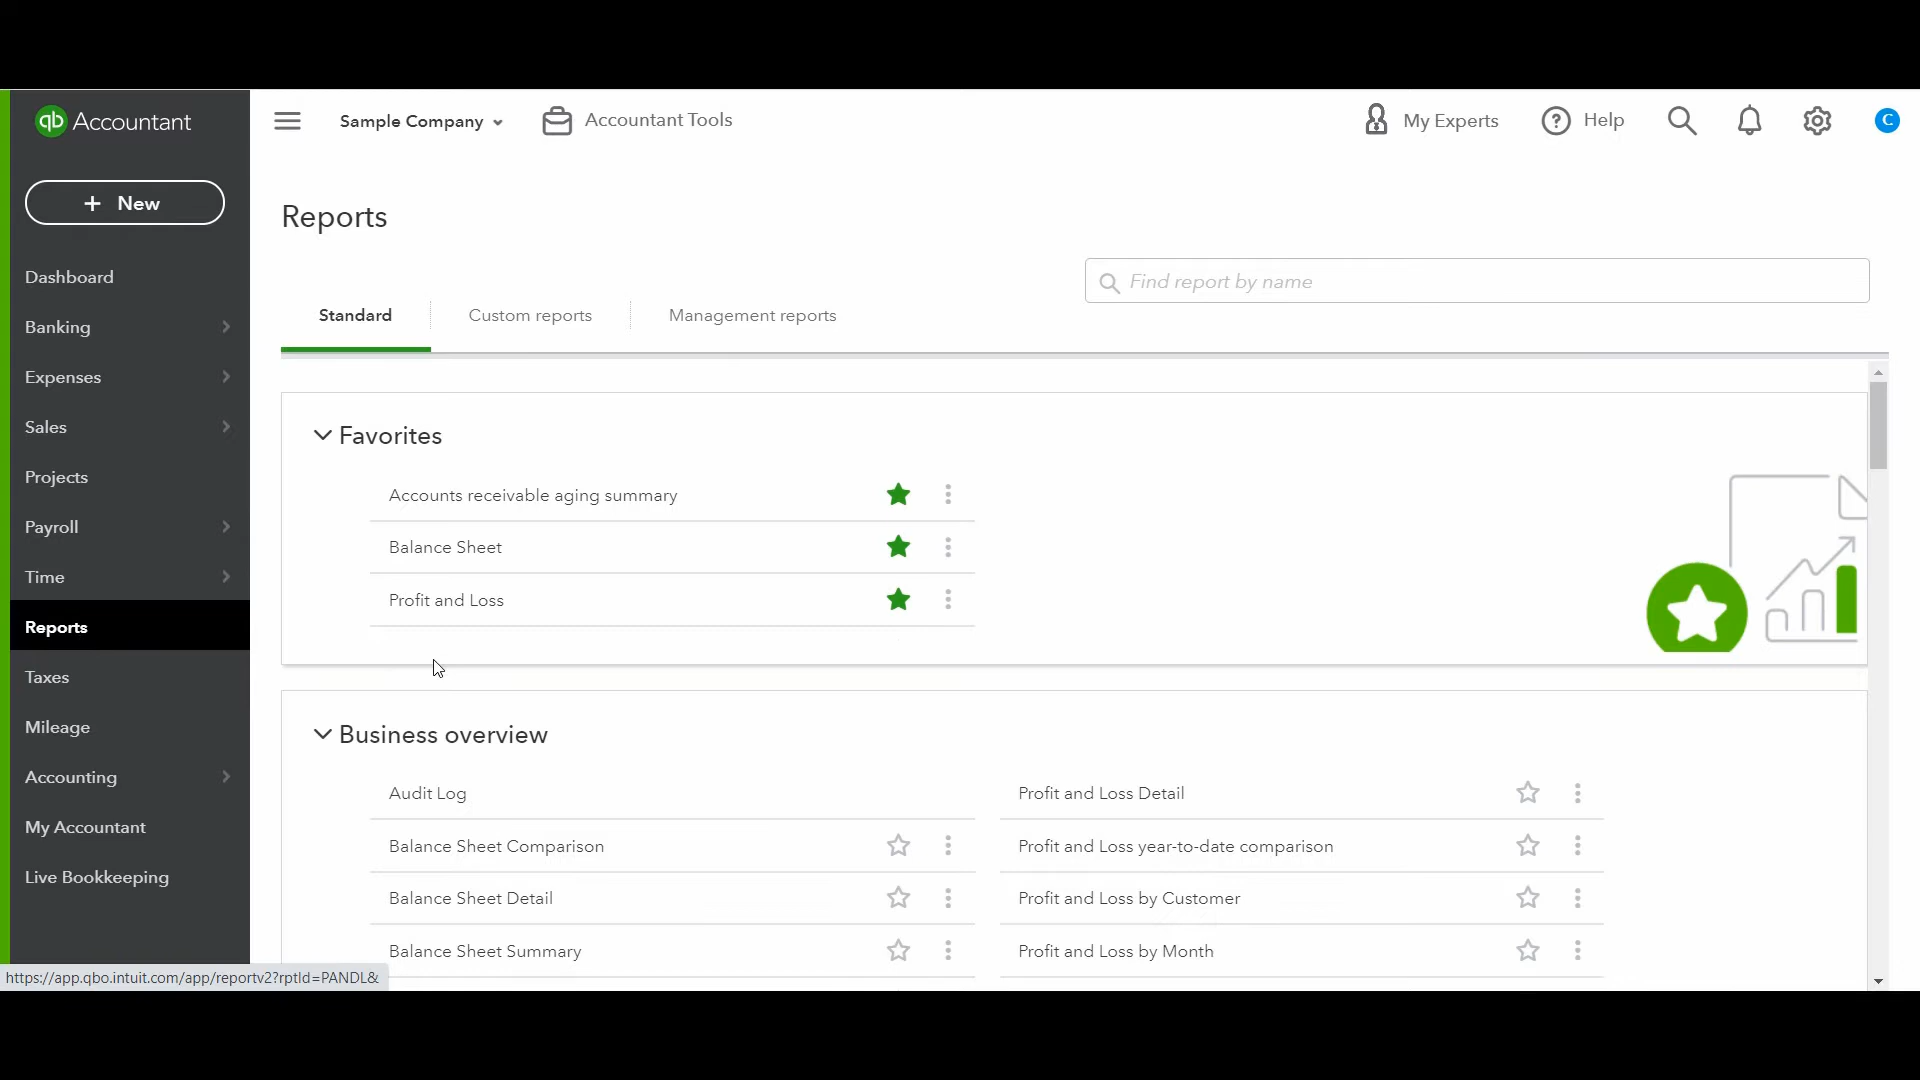 qb Accountant
Sample Company
Accountant Tools
My Experts
? Help
C
+ New
Dashboard
Banking
Expenses
Sales
Projects
Payroll
Time
Reports
Taxes
Mileage
Accounting
My Accountant
Live Bookkeeping
Reports
Find report by name
Standard
Custom reports
Management reports
Favorites
Accounts receivable aging summary
Balance Sheet
Profit and Loss
Business overview
Audit Log
Profit and Loss Detail
Balance Sheet Comparison
Profit and Loss year-to-date comparison
Balance Sheet Detail
Profit and Loss by Customer
Balance Sheet Summary
Profit and Loss by Month
https://app.qbo.intuit.com/app/reportv2?rptId=PANDL&